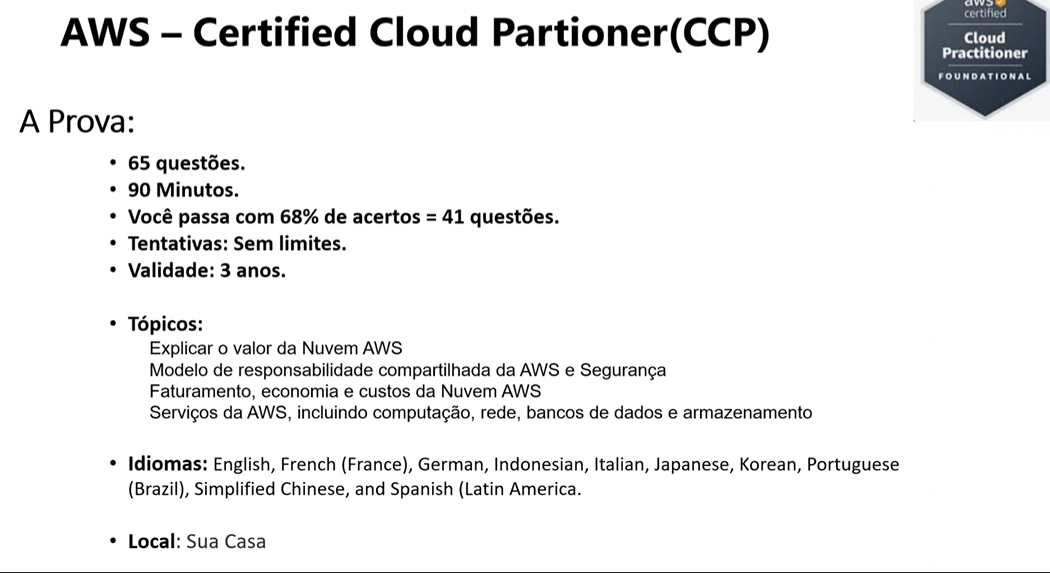 AWS – Certified Cloud Partioner(CCP)
aws
certified
Cloud
Practitioner
FOUNDATIONAL
A Prova:
• 65 questões.
• 90 Minutos.
• Você passa com 68% de acertos = 41 questões.
• Tentativas: Sem limites.
• Validade: 3 anos.
• Tópicos:
Explicar o valor da Nuvem AWS
Modelo de responsabilidade compartilhada da AWS e Segurança
Faturamento, economia e custos da Nuvem AWS
Serviços da AWS, incluindo computação, rede, bancos de dados e armazenamento
• Idiomas: English, French (France), German, Indonesian, Italian, Japanese, Korean, Portuguese
(Brazil), Simplified Chinese, and Spanish (Latin America.
• Local: Sua Casa